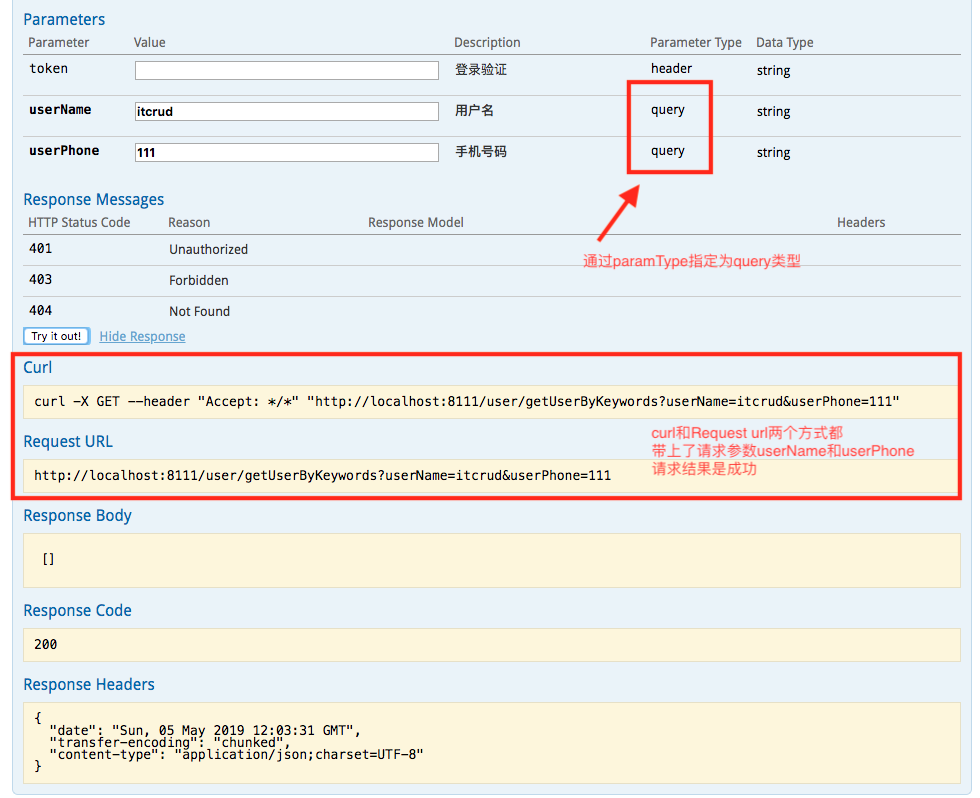 Parameters
Parameter Value Description Parameter Type Data Type
token 登录验证 header string
userName itcrud 用户名 query string
userPhone 111 手机号码 query string
Response Messages
HTTP Status Code Reason Response Model Headers
401 Unauthorized
403 Forbidden
404 Not Found
通过paramType指定为query类型
Try it out! Hide Response
Curl
curl -X GET --header "Accept: */*" "http://localhost:8111/user/getUserByKeywords?userName=itcrud&userPhone=111"
Request URL
http://localhost:8111/user/getUserByKeywords?userName=itcrud&userPhone=111
curl和Request url两个方式都
带上了请求参数userName和userPhone
请求结果是成功
Response Body
[]
Response Code
200
Response Headers
{
"date": "Sun, 05 May 2019 12:03:31 GMT",
"transfer-encoding": "chunked",
"content-type": "application/json;charset=UTF-8"
}